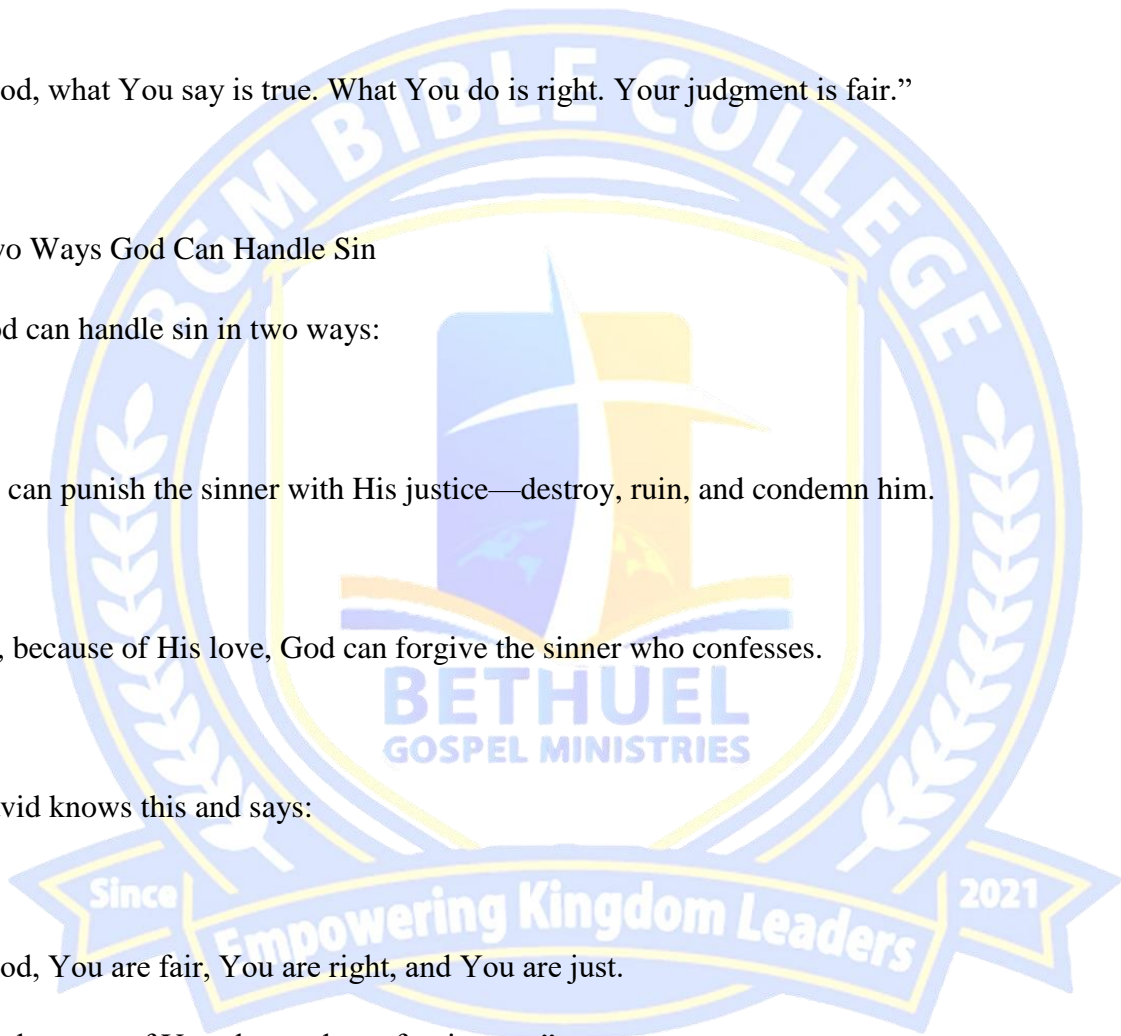 od, what You say is true. What You do is right. Your judgment is fair.”
BGM BIBLE COLLEGE
vo Ways God Can Handle Sin
od can handle sin in two ways:
can punish the sinner with His justice—destroy, ruin, and condemn him.
, because of His love, God can forgive the sinner who confesses.
BETHUEL
GOSPEL MINISTRIES
avid knows this and says:
Since
2021
Empowering Kingdom Leaders
od, You are fair, You are right, and You are just.